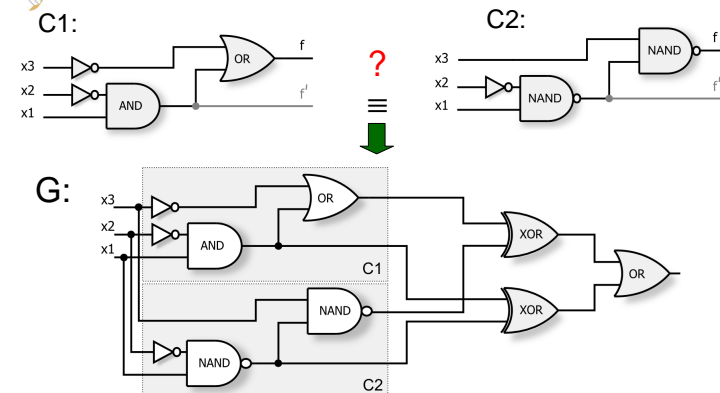 C1:
C2:
x3
x2
x1
AND
OR
f
f'
?
≡
x3
x2
x1
NAND
NAND
f
f'
G:
x3
x2
x1
AND
OR
C1
NAND
NAND
C2
XOR
XOR
OR